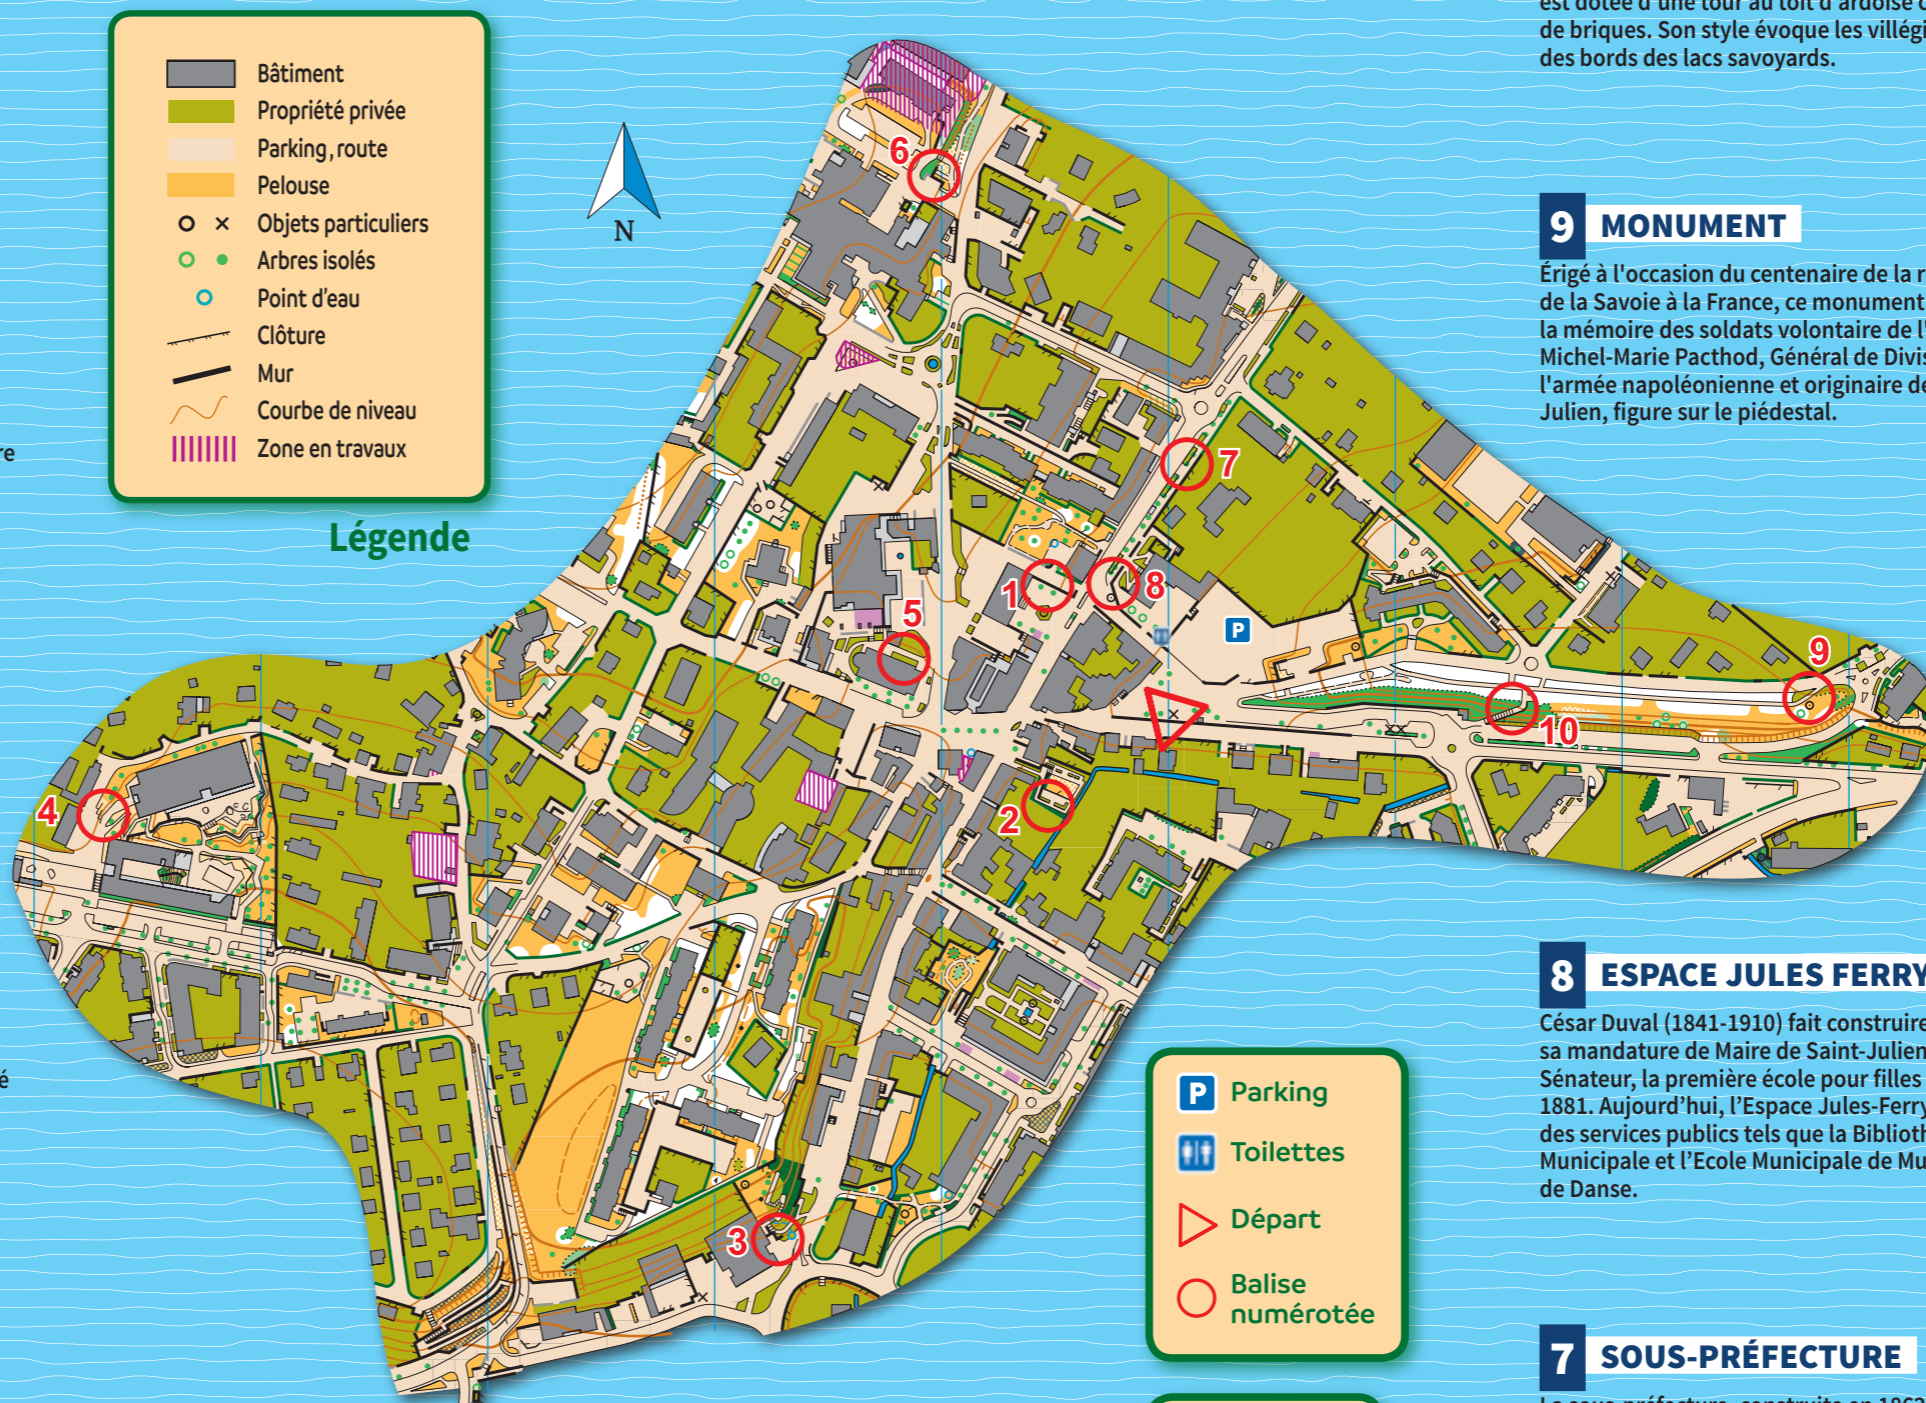 Bâtiment
Propriété privée
Parking, route
Pelouse
Objets particuliers
Arbres isolés
Point d'eau
Clôture
Mur
Courbe de niveau
Zone en travaux
Légende
re
é
N
6
7
1
8
5
9
10
4
2
3
P
P Parking
Toilettes
Départ
Balise
numérotée
est dotée d'une tour au toit d'ardoise
de briques. Son style évoque les villégi
des bords des lacs savoyards.
9 MONUMENT
Érigé à l'occasion du centenaire de la r
de la Savoie à la France, ce monument
la mémoire des soldats volontaire de l'
Michel-Marie Pacthod, Général de Divis
l'armée napoléonienne et originaire de
Julien, figure sur le piédestal.
8 ESPACE JULES FERRY
César Duval (1841-1910) fait construire
sa mandature de Maire de Saint-Julien
Sénateur, la première école pour filles
1881. Aujourd'hui, l'Espace Jules-Ferry
des services publics tels que la Biblioth
Municipale et l'Ecole Municipale de Mu
de Danse.
7 SOUS-PRÉFECTURE
La sous-préfecture, construite en 1862